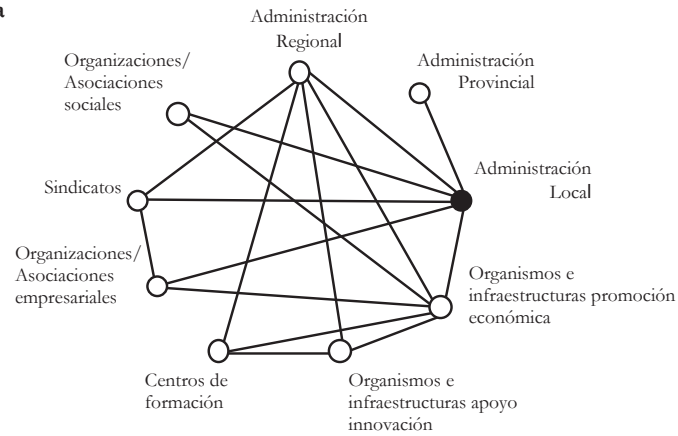 a
Administración
Regional
Organizaciones/
Asociaciones
sociales
Administración
Provincial
Administración
Local
Sindicatos
Organizaciones/
Asociaciones
empresariales
Organismos e
infraestructuras promoción
económica
Centros de
formación
Organismos e
infraestructuras apoyo
innovación